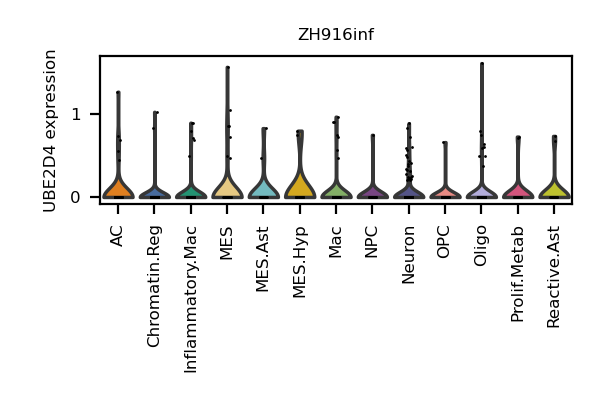 ZH916inf
UBE2D4 expression
1
0
AC
Chromatin.Reg
Inflammatory.Mac
MES
MES.Ast
MES.Hyp
Mac
NPC
Neuron
OPC
Oligo
Prolif.Metab
Reactive.Ast